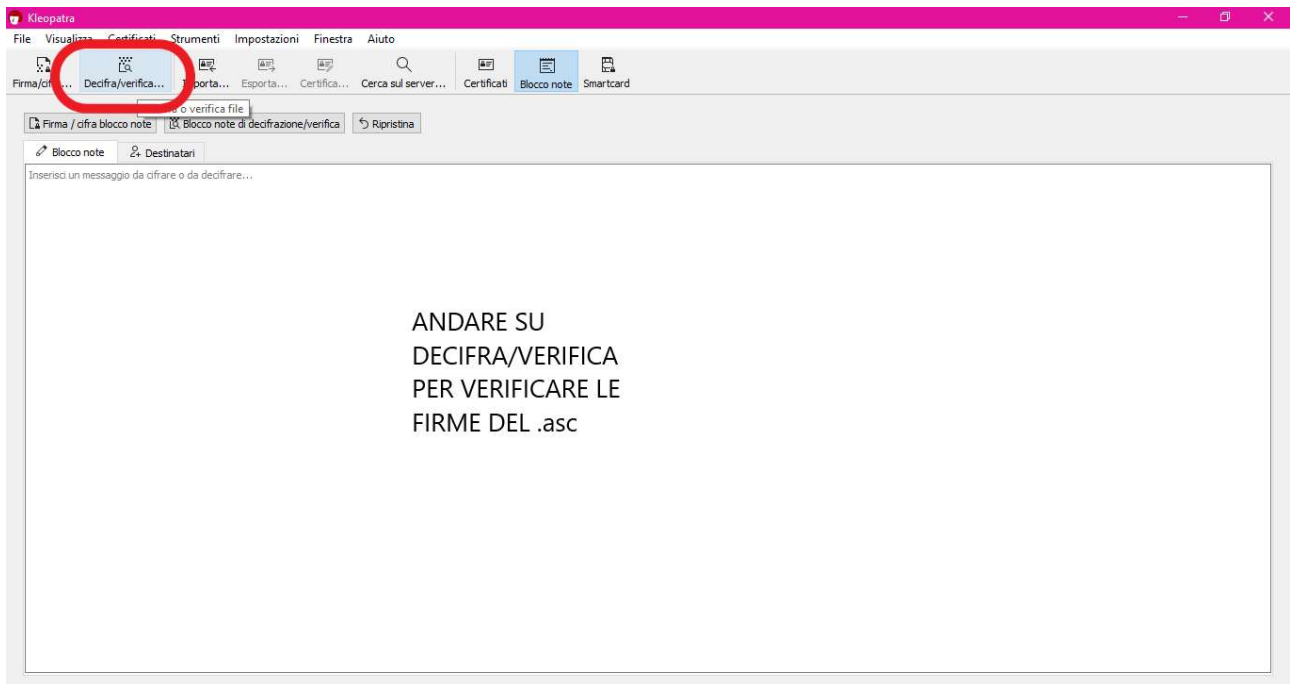 Kleopatra
File Visualizza Certificati Strumenti Impostazioni Finestra Aiuto
Decifra/verifica... Esporta... Certifica... Cerca sul server... Certificati Blocco note Smartcard
o verifica file
Firma / cifra blocco note Blocco note di decifrazione/verifica Ripristina
Blocco note Destinatari
Inserisci un messaggio da cifrare o da decifrare...
ANDARE SU
DECIFRA/VERIFICA
PER VERIFICARE LE
FIRME DEL .asc